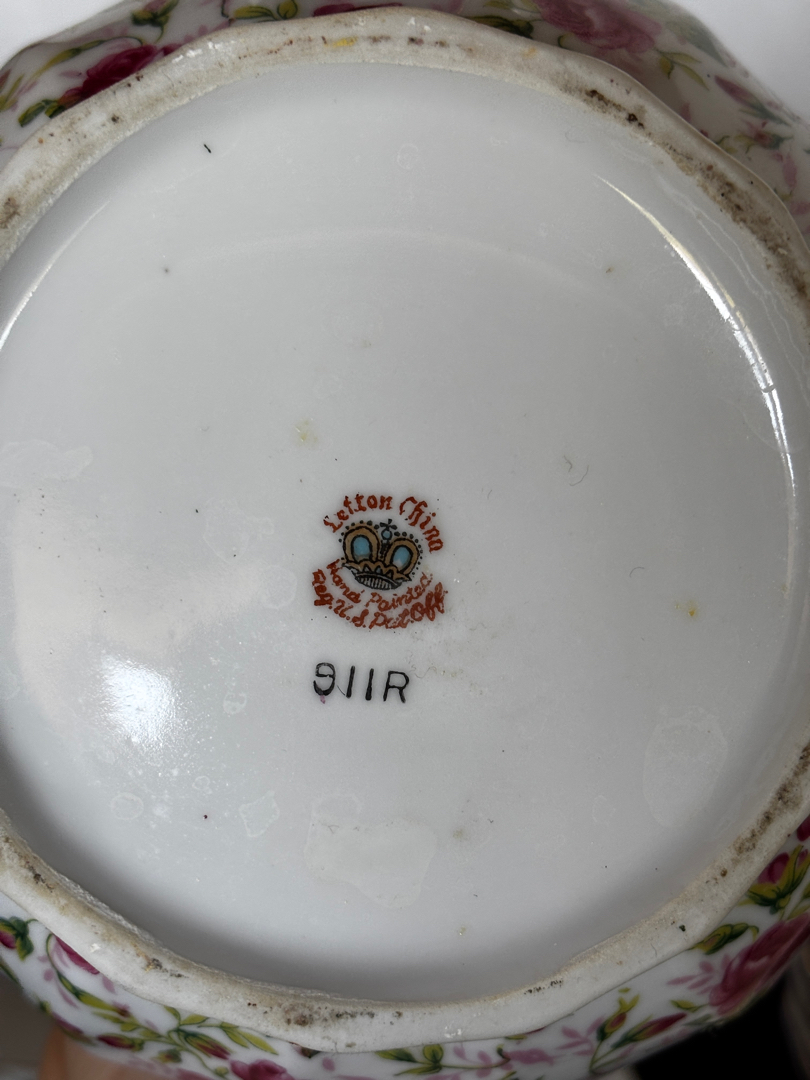 Lefton China
Hand Painted
Reg. U.S. Pat. Off.
911R